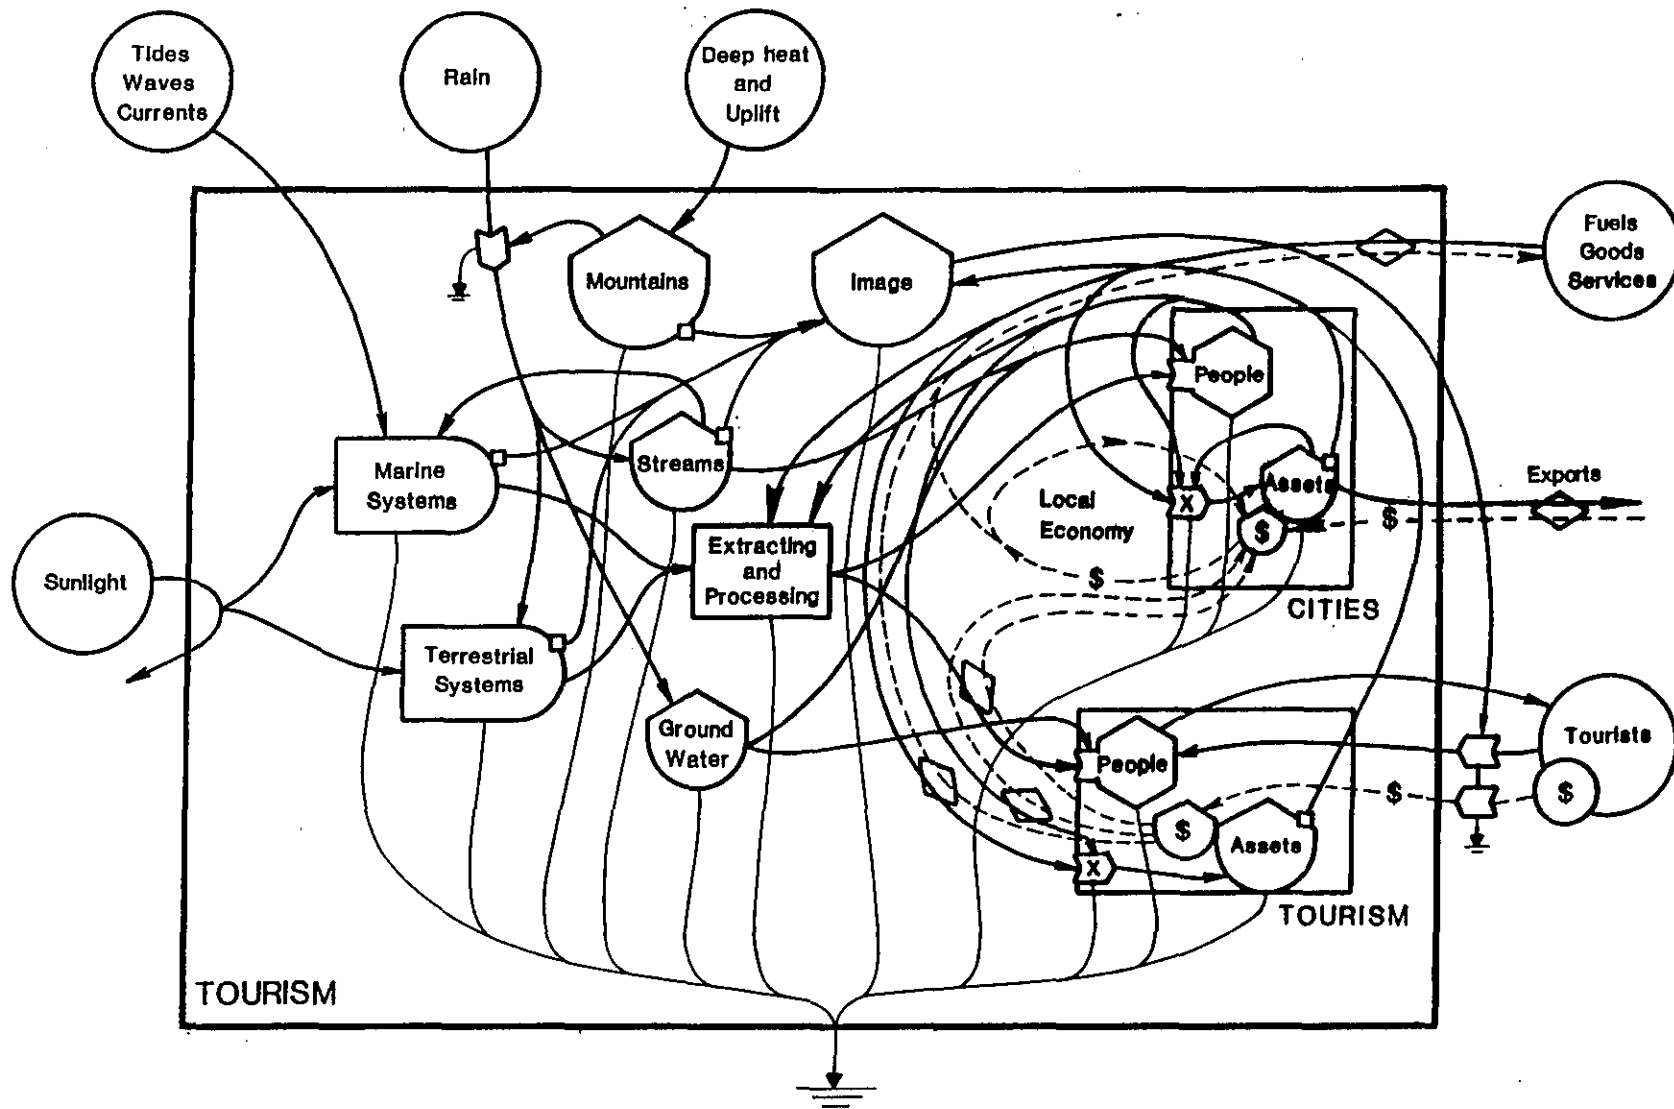 Tides
Waves
Currents
Rain
Deep heat
and
Uplift
Fuels
Goods
Services
Mountains
Image
People
Marine
Systems
Streams
Assets
X
$
Local
Economy
Exports
$
$
Extracting
and
Processing
CITIES
Sunlight
Terrestrial
Systems
Ground
Water
People
Tourists
$
$
$
Assets
X
TOURISM
TOURISM